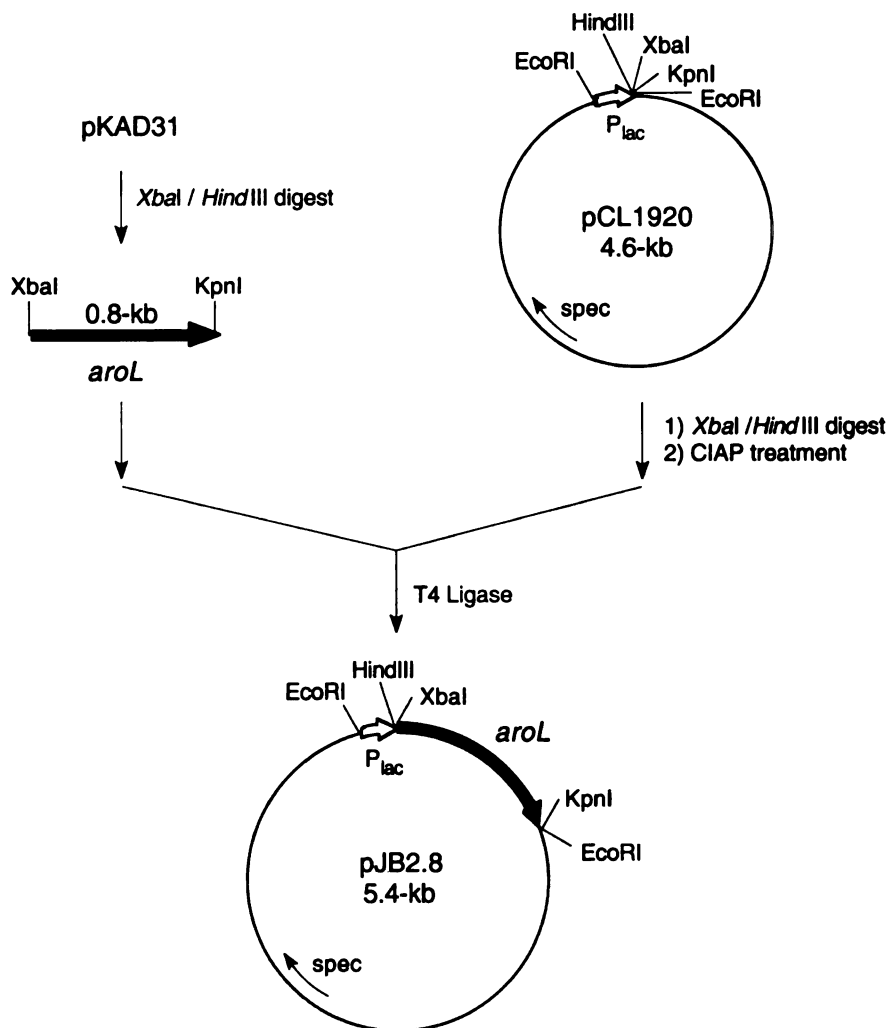 HindIII
XbaI
EcoRI
KpnI
EcoRI
Plac
pKAD31
XbaI / HindIII digest
pCL1920
4.6-kb
spec
XbaI
KpnI
0.8-kb
aroL
1) XbaI /HindIII digest
2) CIAP treatment
T4 Ligase
HindIII
EcoRI
XbaI
aroL
Plac
KpnI
EcoRI
pJB2.8
5.4-kb
spec